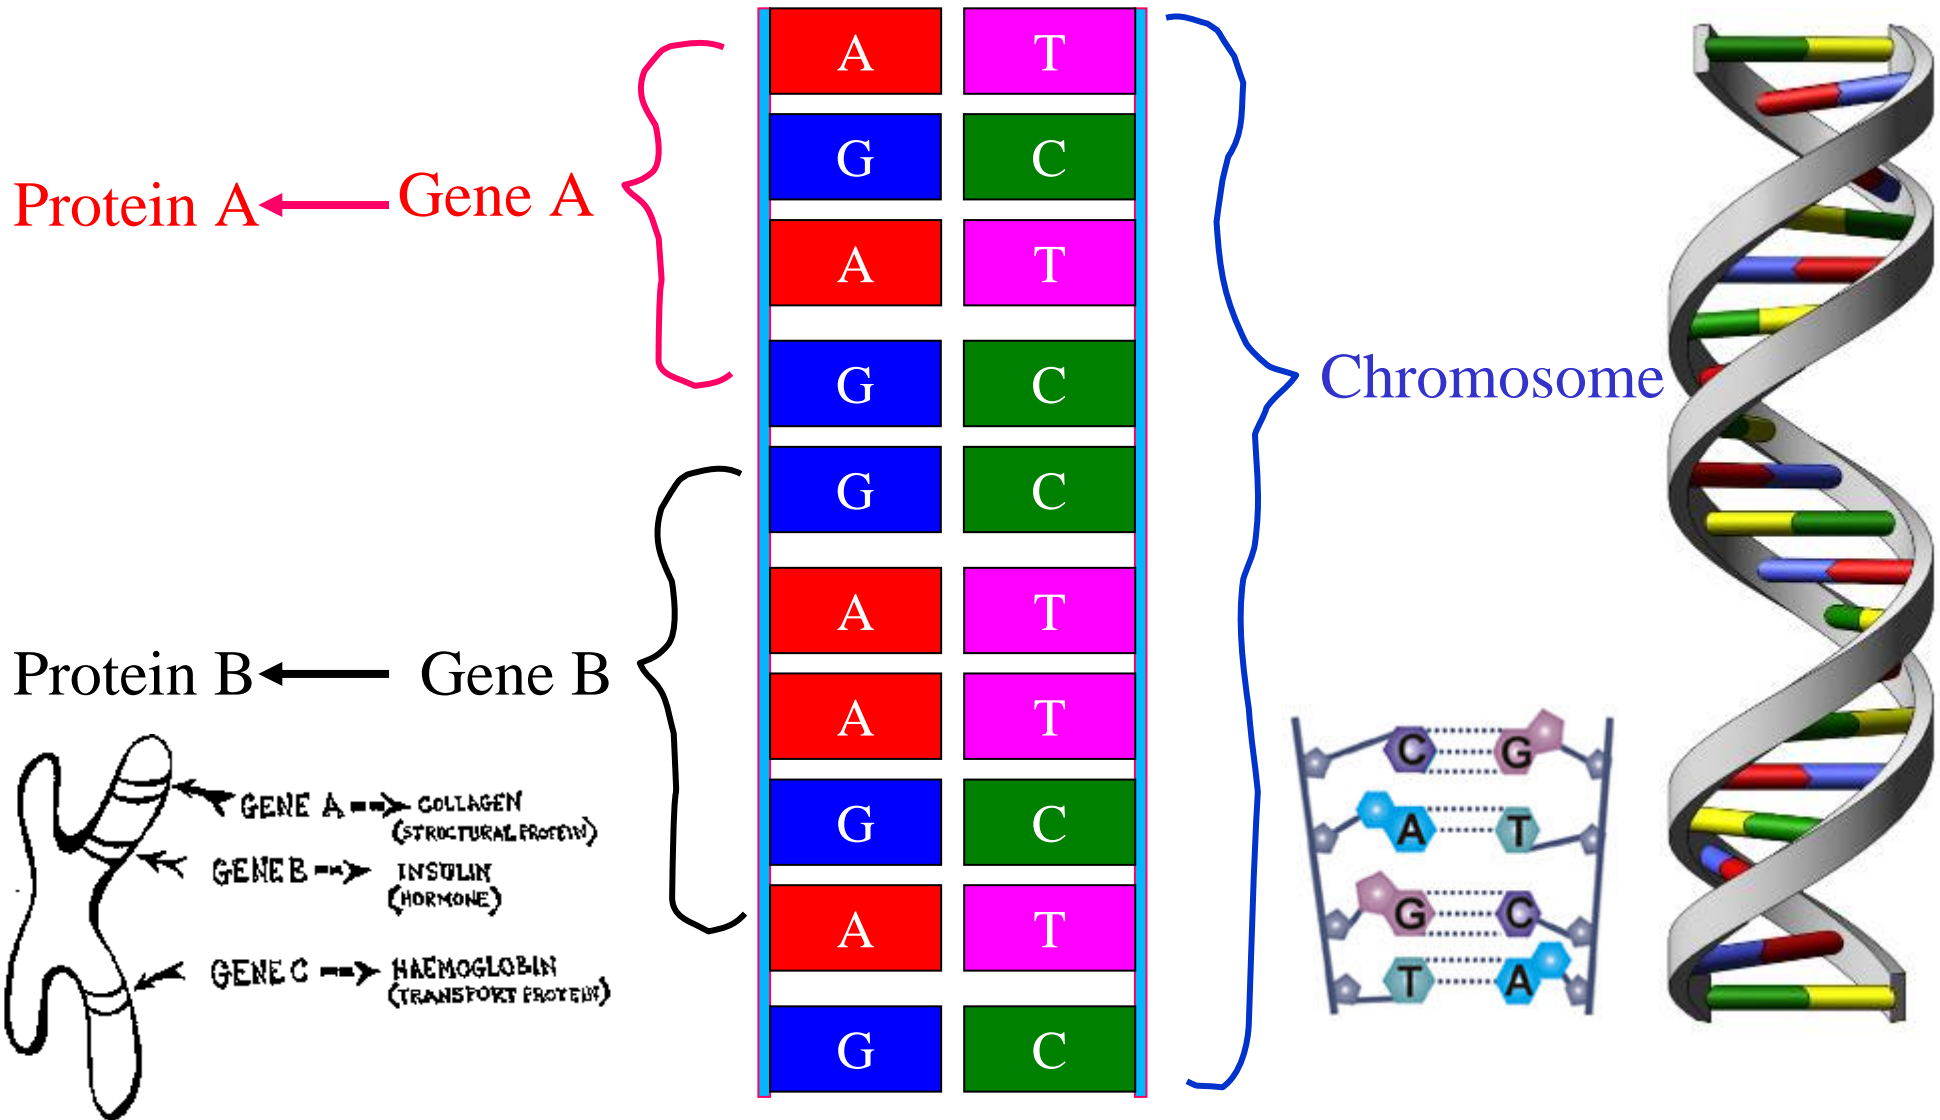 A T
G C
Protein A Gene A
A T
G C
Chromosome
G C
A T
Protein B Gene B
A T
G C
A T
G C
GENE A COLLAGEN
(STRUCTURAL PROTEIN)
GENE B INSULIN
(HORMONE)
GENE C HAEMOGLOBIN
(TRANSPORT PROTEIN)
C G
A T
G C
T A